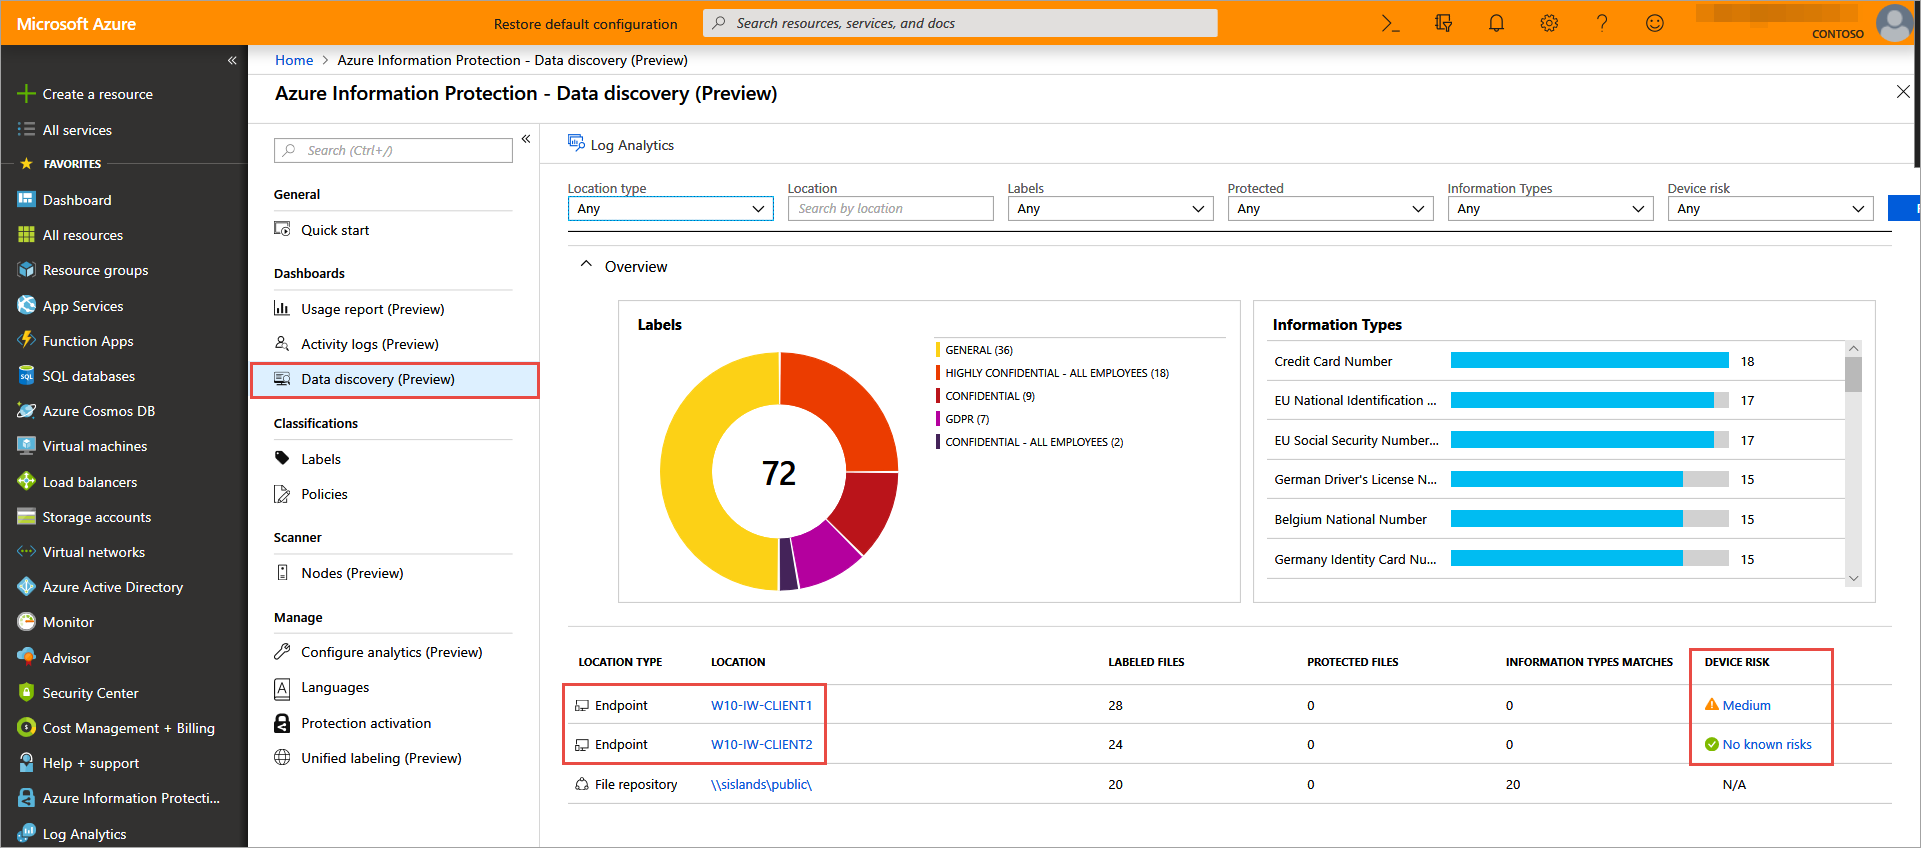 Microsoft Azure
Restore default configuration
Search resources, services, and docs
CONTOSO
Create a resource
All services
FAVORITES
Dashboard
All resources
Resource groups
App Services
Function Apps
SQL databases
Azure Cosmos DB
Virtual machines
Load balancers
Storage accounts
Virtual networks
Azure Active Directory
Monitor
Advisor
Security Center
Cost Management + Billing
Help + support
Azure Information Protecti...
Log Analytics
Home > Azure Information Protection - Data discovery (Preview)
Azure Information Protection - Data discovery (Preview)
Search (Ctrl+/)
General
Quick start
Dashboards
Usage report (Preview)
Activity logs (Preview)
Data discovery (Preview)
Classifications
Labels
Policies
Scanner
Nodes (Preview)
Manage
Configure analytics (Preview)
Languages
Protection activation
Unified labeling (Preview)
Log Analytics
Location type Location Labels Protected Information Types Device risk
Any Search by location Any Any Any Any
Overview
Labels
72
GENERAL (36)
HIGHLY CONFIDENTIAL - ALL EMPLOYEES (18)
CONFIDENTIAL (9)
GDPR (7)
CONFIDENTIAL - ALL EMPLOYEES (2)
Information Types
Credit Card Number 18
EU National Identification ... 17
EU Social Security Number... 17
German Driver's License N... 15
Belgium National Number 15
Germany Identity Card Nu... 15
LOCATION TYPE LOCATION LABELED FILES PROTECTED FILES INFORMATION TYPES MATCHES DEVICE RISK
Endpoint W10-IW-CLIENT1 28 0 0 Medium
Endpoint W10-IW-CLIENT2 24 0 0 No known risks
File repository \\sislands\public\ 20 0 20 N/A